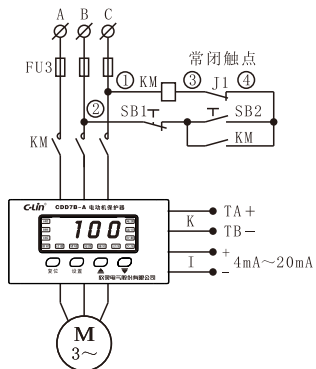 A B C
常闭触点
FU3
① KM ③ J1 ④
② SB1 SB2
KM
KM
C-Lin CDD7B-A 电动机保护器
100
复位 设置
欣灵电气股份有限公司
K TA+
TB-
I + 4mA~20mA
-
M
3~